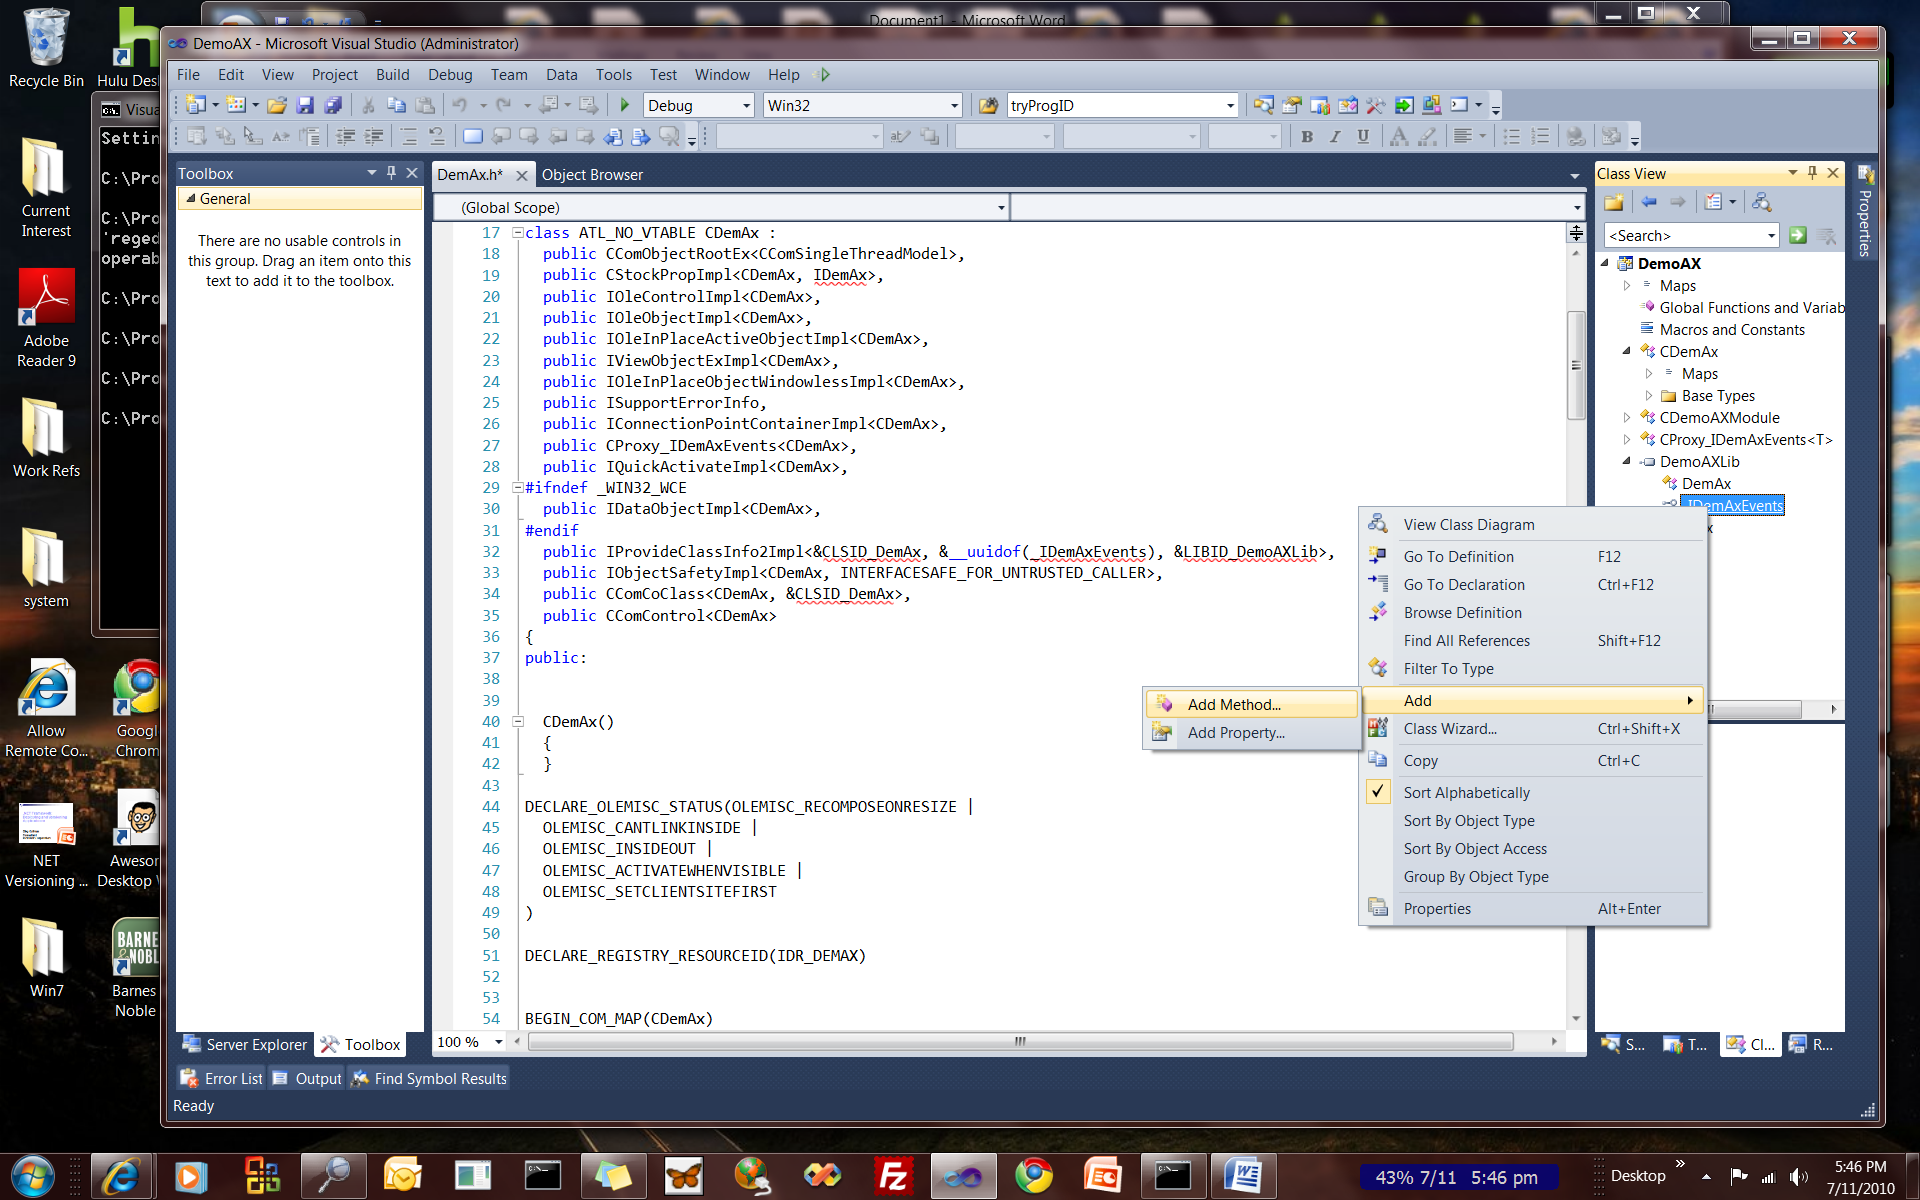 Document1 - Microsoft Word
Recycle Bin
Hulu Des
Current
Interest
Adobe
Reader 9
Work Refs
system
Allow
Remote Co...
Googl
Chrom
NET
Versioning ...
Aweso
Desktop
Win7
Barnes
Noble
BARN
NOBL
Visua
Settin
C:\Pro
C:\Pro
'reged
operab
C:\Pro
C:\Pro
C:\Pro
C:\Pro
DemoAX - Microsoft Visual Studio (Administrator)
File Edit View Project Build Debug Team Data Tools Test Window Help
Debug Win32 tryProgID
Toolbox
General
There are no usable controls in
this group. Drag an item onto this
text to add it to the toolbox.
DemAx.h* Object Browser
(Global Scope)
17 class ATL_NO_VTABLE CDemAx :
18 public CComObjectRootEx<CComSingleThreadModel>,
19 public CStockPropImpl<CDemAx, IDemAx>,
20 public IOleControlImpl<CDemAx>,
21 public IOleObjectImpl<CDemAx>,
22 public IOleInPlaceActiveObjectImpl<CDemAx>,
23 public IViewObjectExImpl<CDemAx>,
24 public IOleInPlaceObjectWindowlessImpl<CDemAx>,
25 public ISupportErrorInfo,
26 public IConnectionPointContainerImpl<CDemAx>,
27 public CProxy_IDemAxEvents<CDemAx>,
28 public IQuickActivateImpl<CDemAx>,
29 #ifndef _WIN32_WCE
30 public IDataObjectImpl<CDemAx>,
31 #endif
32 public IProvideClassInfo2Impl<&CLSID_DemAx, &__uuidof(_IDemAxEvents), &LIBID_DemoAXLib>,
33 public IObjectSafetyImpl<CDemAx, INTERFACESAFE_FOR_UNTRUSTED_CALLER>,
34 public CComCoClass<CDemAx, &CLSID_DemAx>,
35 public CComControl<CDemAx>
36 {
37 public:
38
39
40 CDemAx()
41 {
42 }
43
44 DECLARE_OLEMISC_STATUS(OLEMISC_RECOMPOSEONRESIZE |
45 OLEMISC_CANTLINKINSIDE |
46 OLEMISC_INSIDEOUT |
47 OLEMISC_ACTIVATEWHENVISIBLE |
48 OLEMISC_SETCLIENTSITEFIRST
49 )
50
51 DECLARE_REGISTRY_RESOURCEID(IDR_DEMAX)
52
53
54 BEGIN_COM_MAP(CDemAx)
100 %
Class View
<Search>
DemoAX
Maps
Global Functions and Variab
Macros and Constants
CDemAx
Maps
Base Types
CDemoAXModule
CProxy_IDemAxEvents<T>
DemoAXLib
DemAx
_IDemAxEvents
x
Properties
View Class Diagram
Go To Definition F12
Go To Declaration Ctrl+F12
Browse Definition
Find All References Shift+F12
Filter To Type
Add
Class Wizard... Ctrl+Shift+X
Copy Ctrl+C
Sort Alphabetically
Sort By Object Type
Sort By Object Access
Group By Object Type
Properties Alt+Enter
Add Method...
Add Property...
Server Explorer Toolbox
S... T... Cl... R...
Error List Output Find Symbol Results
Ready
43% 7/11 5:46 pm
Desktop
5:46 PM
7/11/2010